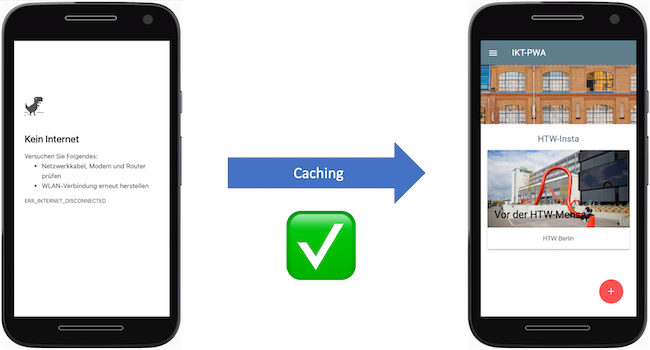 Kein Internet
Versuchen Sie Folgendes:
Netzwerkkabel, Modem und Router
prüfen
WLAN-Verbindung erneut herstellen
ERR_INTERNET_DISCONNECTED
Caching
IKT-PWA
HTW-Insta
Vor der HTW-Mensa
HTW Berlin